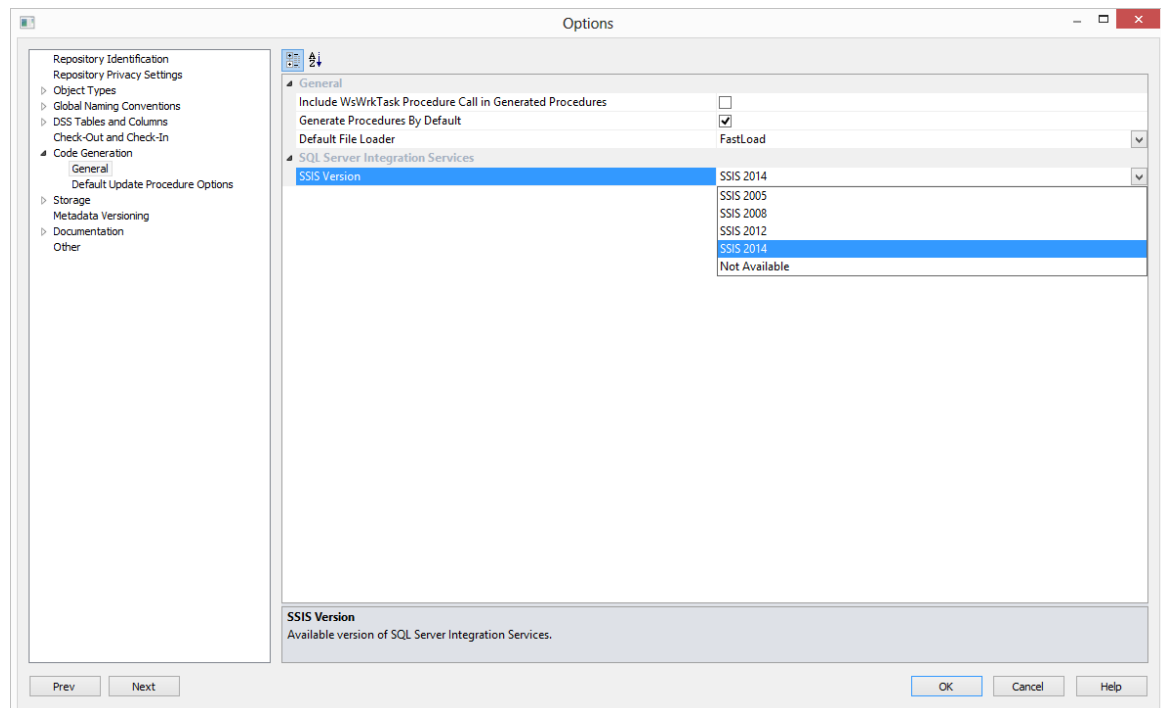 Options
Repository Identification
Repository Privacy Settings
Object Types
Global Naming Conventions
DSS Tables and Columns
Check-Out and Check-In
Code Generation
General
Default Update Procedure Options
Storage
Metadata Versioning
Documentation
Other
General
Include WsWrkTask Procedure Call in Generated Procedures
Generate Procedures By Default
Default File Loader FastLoad
SQL Server Integration Services
SSIS Version SSIS 2014
SSIS 2005
SSIS 2008
SSIS 2012
SSIS 2014
Not Available
SSIS Version
Available version of SQL Server Integration Services.
Prev Next OK Cancel Help